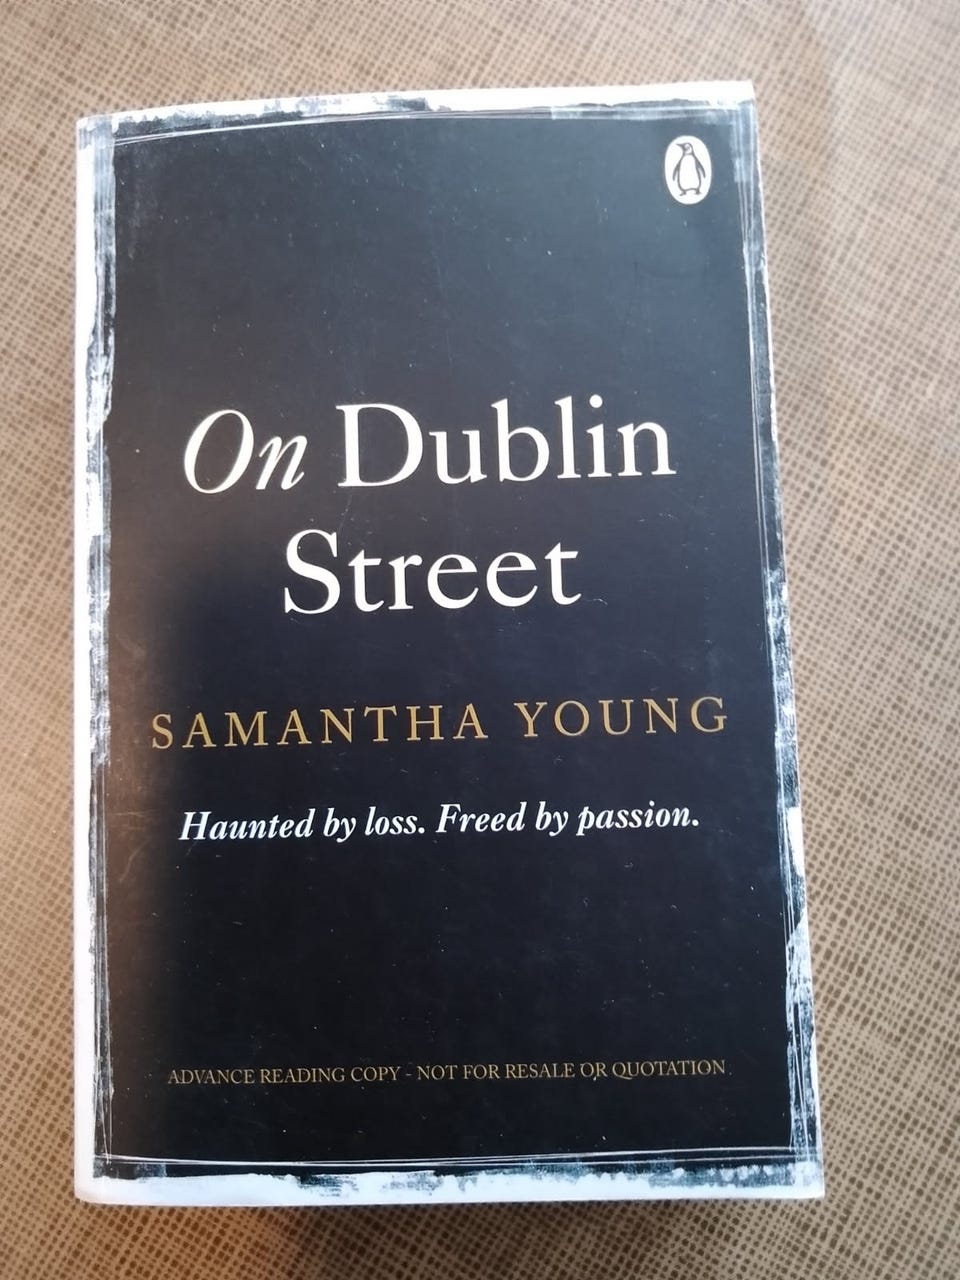 On Dublin
Street
SAMANTHA YOUNG
Haunted by loss. Freed by passion.
ADVANCE READING COPY - NOT FOR RESALE OR QUOTATION